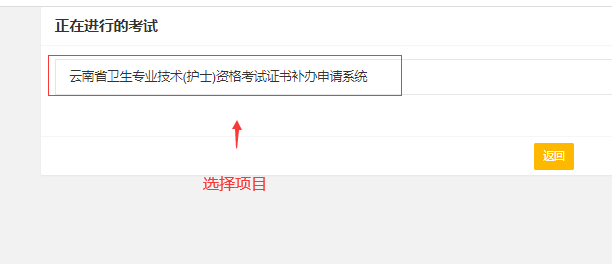 正在进行的考试
云南省卫生专业技术(护士)资格考试证书补办申请系统
返回
选择项目